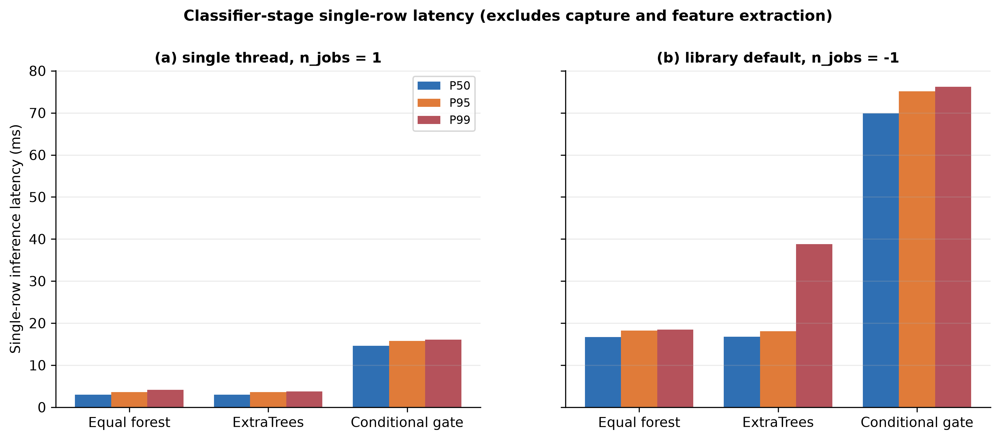 Classifier-stage single-row latency (excludes capture and feature extraction)
(a) single thread, n_jobs = 1
Single-row inference latency (ms)
80
70
60
50
40
30
20
10
0
P50
P95
P99
Equal forest
ExtraTrees
Conditional gate
(b) library default, n_jobs = -1
Equal forest
ExtraTrees
Conditional gate